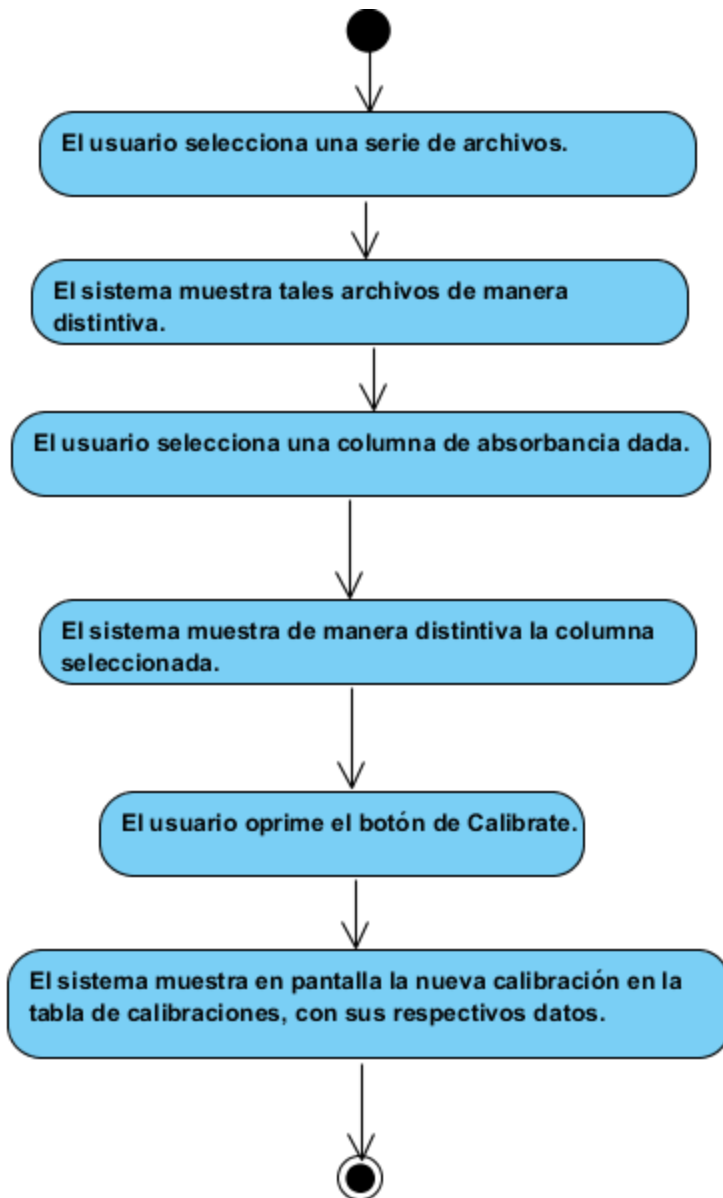 El usuario selecciona una serie de archivos.
El sistema muestra tales archivos de manera
distintiva.
El usuario selecciona una columna de absorbancia dada.
El sistema muestra de manera distintiva la columna
seleccionada.
El usuario oprime el botón de Calibrate.
El sistema muestra en pantalla la nueva calibración en la
tabla de calibraciones, con sus respectivos datos.